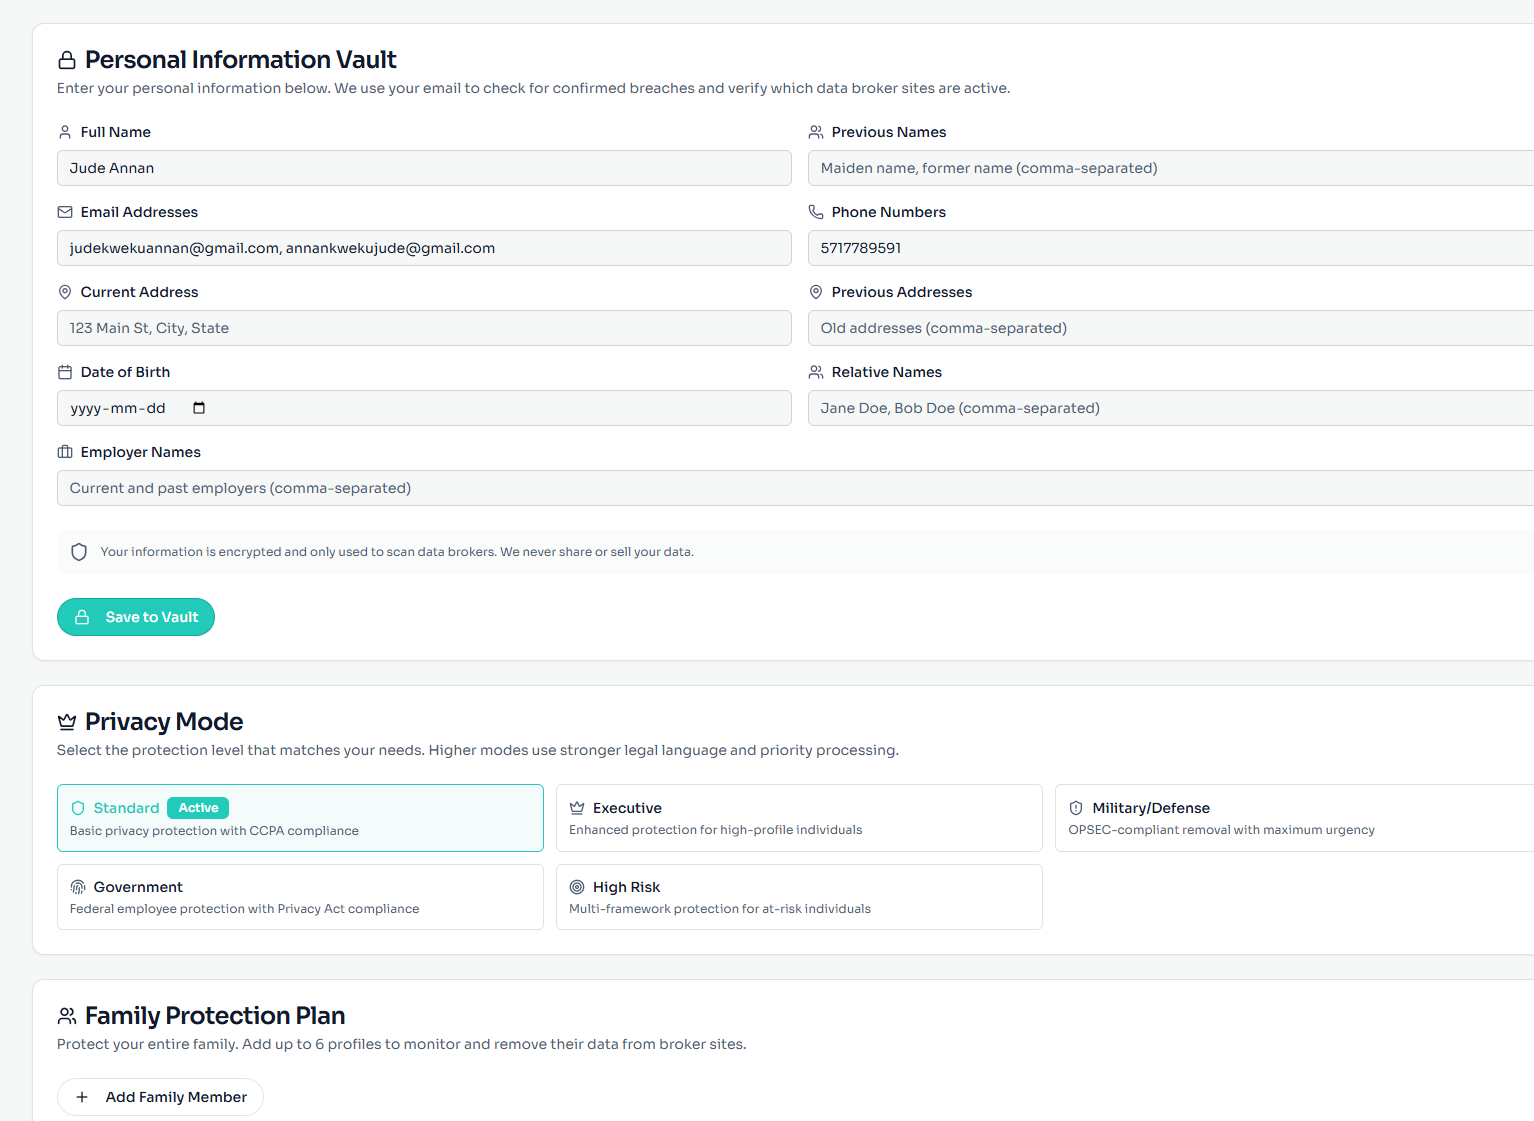 Personal Information Vault
Enter your personal information below. We use your email to check for confirmed breaches and verify which data broker sites are active.
Full Name
Jude Annan
Previous Names
Maiden name, former name (comma-separated)
Email Addresses
judekwekuannan@gmail.com, annankwekujude@gmail.com
Phone Numbers
5717789591
Current Address
123 Main St, City, State
Previous Addresses
Old addresses (comma-separated)
Date of Birth
yyyy-mm-dd
Relative Names
Jane Doe, Bob Doe (comma-separated)
Employer Names
Current and past employers (comma-separated)
Your information is encrypted and only used to scan data brokers. We never share or sell your data.
Save to Vault
Privacy Mode
Select the protection level that matches your needs. Higher modes use stronger legal language and priority processing.
Standard Active
Basic privacy protection with CCPA compliance
Executive
Enhanced protection for high-profile individuals
Military/Defense
OPSEC-compliant removal with maximum urgency
Government
Federal employee protection with Privacy Act compliance
High Risk
Multi-framework protection for at-risk individuals
Family Protection Plan
Protect your entire family. Add up to 6 profiles to monitor and remove their data from broker sites.
Add Family Member